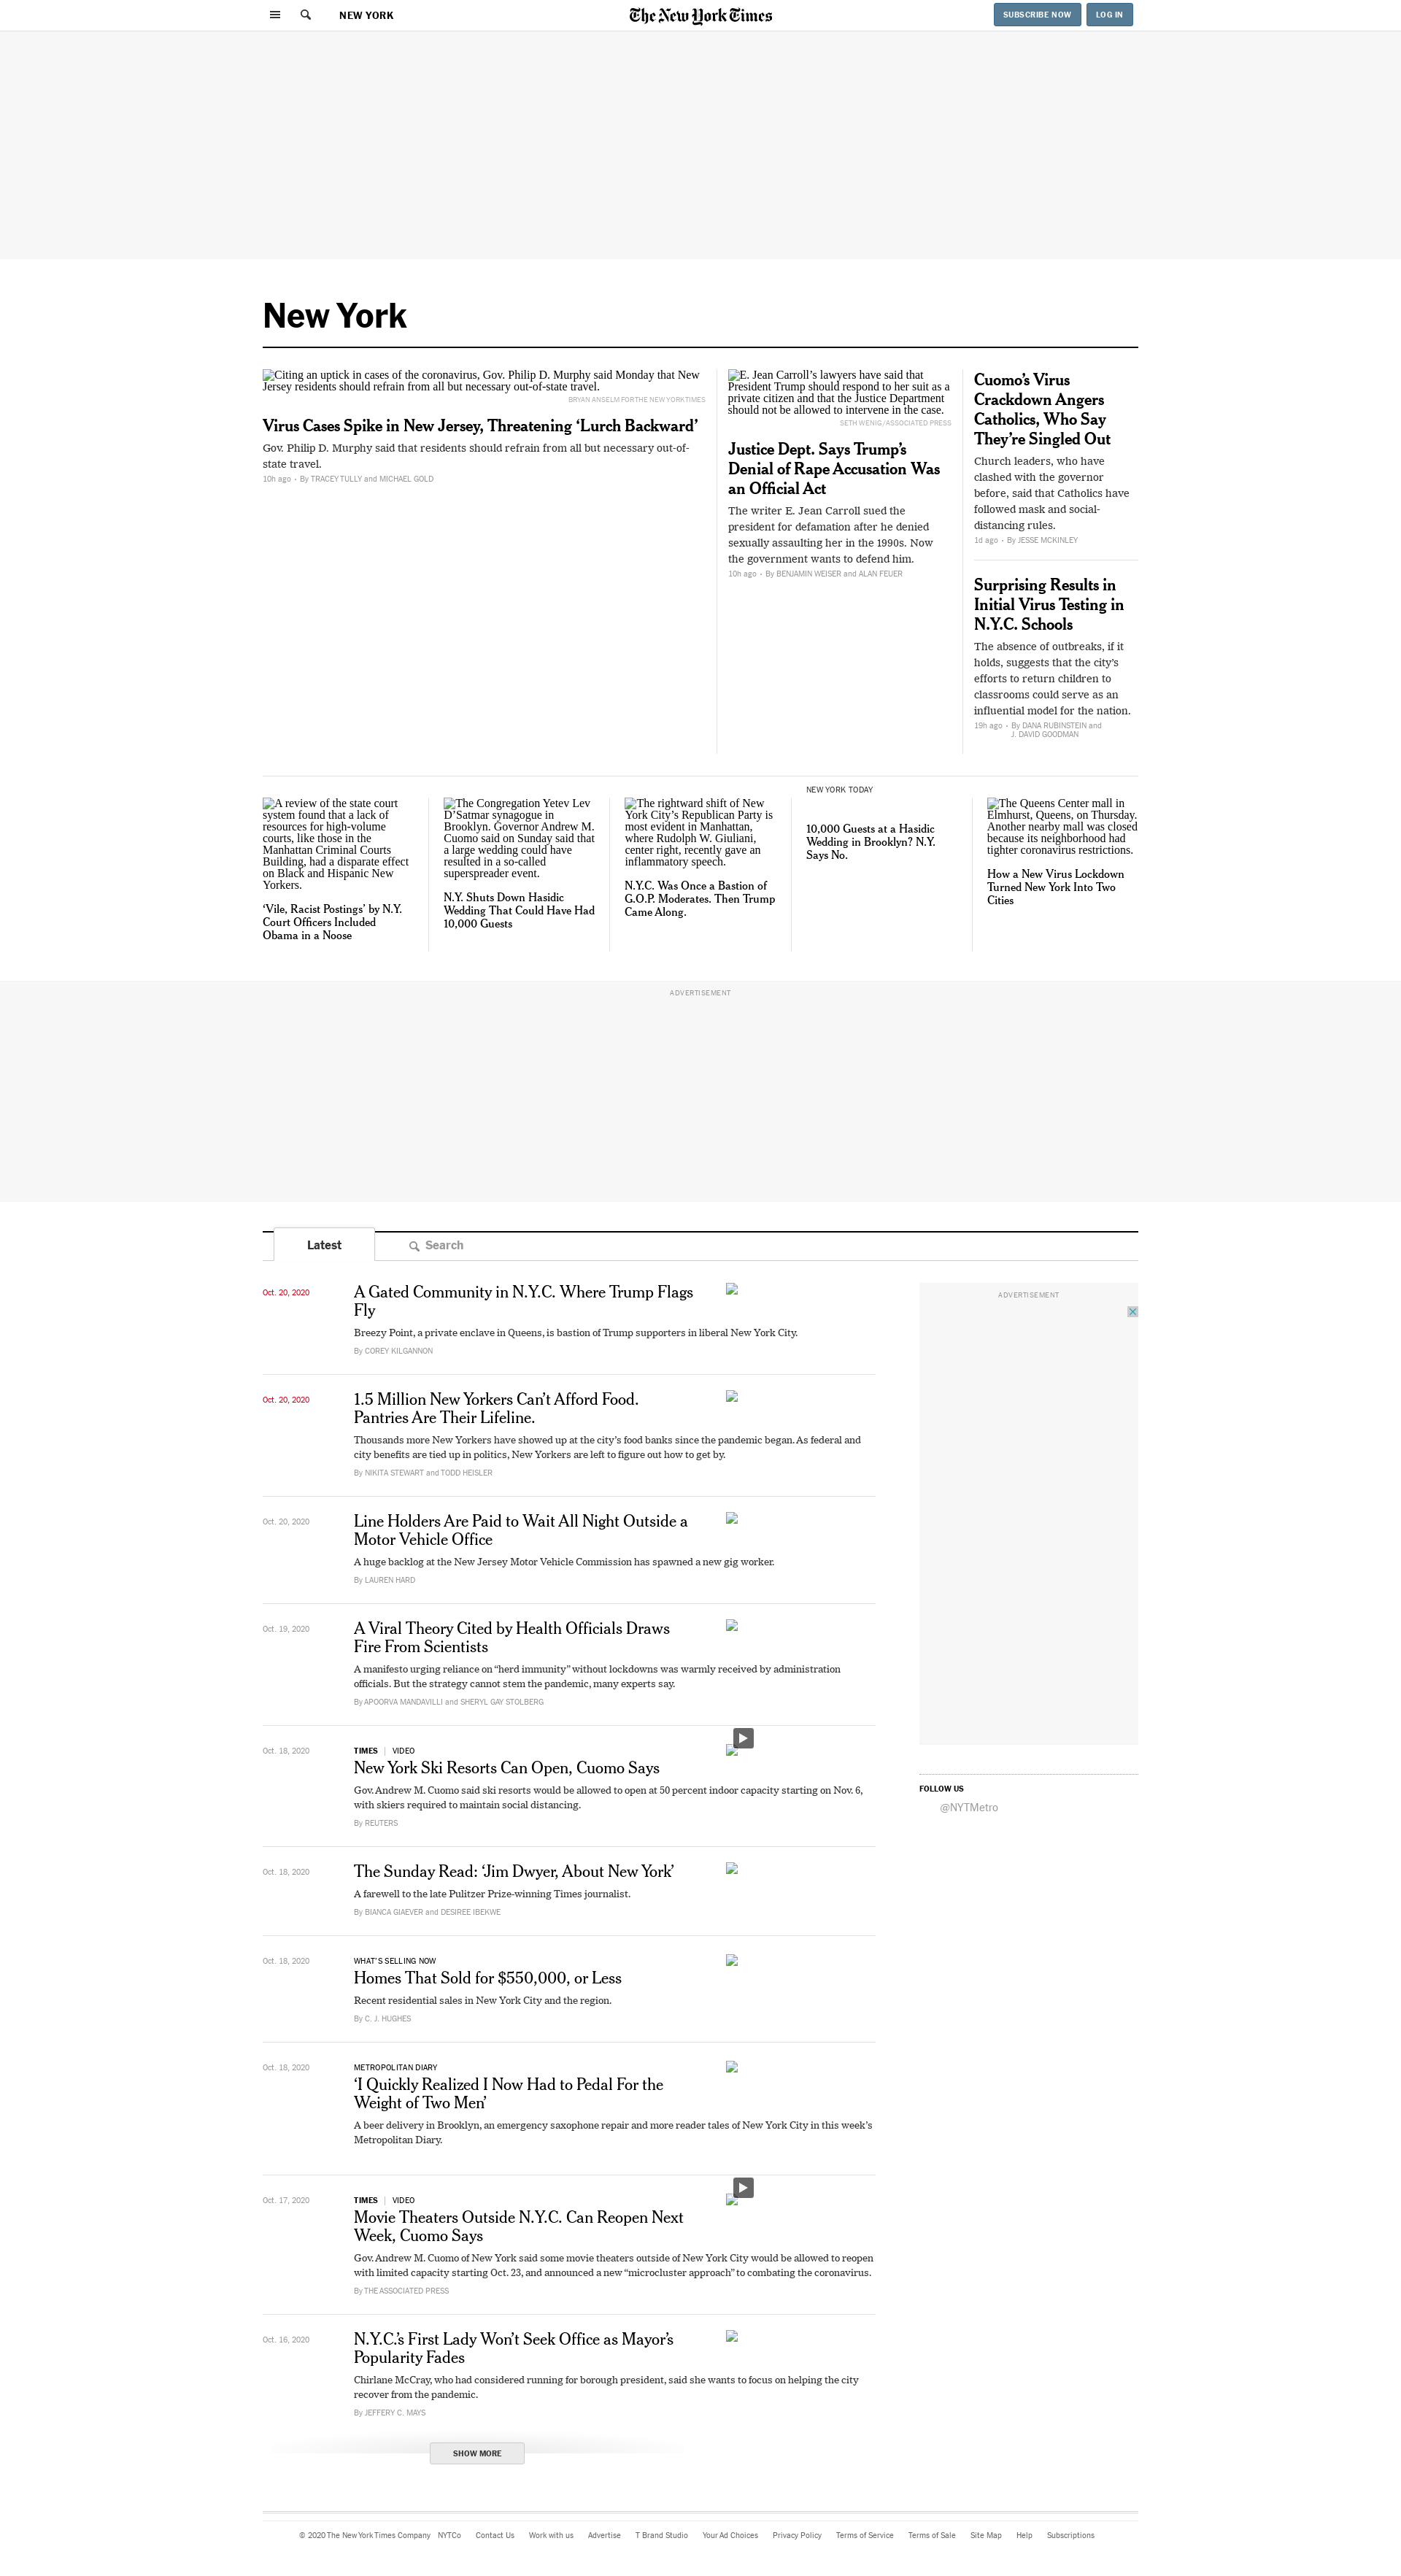 NEW YORK
The New York Times
SUBSCRIBE NOW
LOG IN
New York
Citing an uptick in cases of the coronavirus, Gov. Philip D. Murphy said Monday that New
Jersey residents should refrain from all but necessary out-of-state travel.
BRYAN ANSELM FOR THE NEW YORK TIMES
Virus Cases Spike in New Jersey, Threatening ‘Lurch Backward’
Gov. Philip D. Murphy said that residents should refrain from all but necessary out-of-
state travel.
10h ago • By TRACEY TULLY and MICHAEL GOLD
E. Jean Carroll’s lawyers have said that
President Trump should respond to her suit as a
private citizen and that the Justice Department
should not be allowed to intervene in the case.
SETH WENIG/ASSOCIATED PRESS
Justice Dept. Says Trump’s
Denial of Rape Accusation Was
an Official Act
The writer E. Jean Carroll sued the
president for defamation after he denied
sexually assaulting her in the 1990s. Now
the government wants to defend him.
10h ago • By BENJAMIN WEISER and ALAN FEUER
Cuomo’s Virus
Crackdown Angers
Catholics, Who Say
They’re Singled Out
Church leaders, who have
clashed with the governor
before, said that Catholics have
followed mask and social-
distancing rules.
1d ago • By JESSE MCKINLEY
Surprising Results in
Initial Virus Testing in
N.Y.C. Schools
The absence of outbreaks, if it
holds, suggests that the city’s
efforts to return children to
classrooms could serve as an
influential model for the nation.
19h ago • By DANA RUBINSTEIN and
J. DAVID GOODMAN
A review of the state court
system found that a lack of
resources for high-volume
courts, like those in the
Manhattan Criminal Courts
Building, had a disparate effect
on Black and Hispanic New
Yorkers.
‘Vile, Racist Postings’ by N.Y.
Court Officers Included
Obama in a Noose
The Congregation Yetev Lev
D’Satmar synagogue in
Brooklyn. Governor Andrew M.
Cuomo said on Sunday said that
a large wedding could have
resulted in a so-called
superspreader event.
N.Y. Shuts Down Hasidic
Wedding That Could Have Had
10,000 Guests
The rightward shift of New
York City’s Republican Party is
most evident in Manhattan,
where Rudolph W. Giuliani,
center right, recently gave an
inflammatory speech.
N.Y.C. Was Once a Bastion of
G.O.P. Moderates. Then Trump
Came Along.
NEW YORK TODAY
10,000 Guests at a Hasidic
Wedding in Brooklyn? N.Y.
Says No.
The Queens Center mall in
Elmhurst, Queens, on Thursday.
Another nearby mall was closed
because its neighborhood had
tighter coronavirus restrictions.
How a New Virus Lockdown
Turned New York Into Two
Cities
ADVERTISEMENT
Latest
Search
Oct. 20, 2020
A Gated Community in N.Y.C. Where Trump Flags
Fly
Breezy Point, a private enclave in Queens, is bastion of Trump supporters in liberal New York City.
By COREY KILGANNON
Oct. 20, 2020
1.5 Million New Yorkers Can’t Afford Food.
Pantries Are Their Lifeline.
Thousands more New Yorkers have showed up at the city’s food banks since the pandemic began. As federal and
city benefits are tied up in politics, New Yorkers are left to figure out how to get by.
By NIKITA STEWART and TODD HEISLER
Oct. 20, 2020
Line Holders Are Paid to Wait All Night Outside a
Motor Vehicle Office
A huge backlog at the New Jersey Motor Vehicle Commission has spawned a new gig worker.
By LAUREN HARD
Oct. 19, 2020
A Viral Theory Cited by Health Officials Draws
Fire From Scientists
A manifesto urging reliance on “herd immunity” without lockdowns was warmly received by administration
officials. But the strategy cannot stem the pandemic, many experts say.
By APOORVA MANDAVILLI and SHERYL GAY STOLBERG
Oct. 18, 2020
TIMES | VIDEO
New York Ski Resorts Can Open, Cuomo Says
Gov. Andrew M. Cuomo said ski resorts would be allowed to open at 50 percent indoor capacity starting on Nov. 6,
with skiers required to maintain social distancing.
By REUTERS
Oct. 18, 2020
The Sunday Read: ‘Jim Dwyer, About New York’
A farewell to the late Pulitzer Prize-winning Times journalist.
By BIANCA GIAEVER and DESIREE IBEKWE
Oct. 18, 2020
WHAT’S SELLING NOW
Homes That Sold for $550,000, or Less
Recent residential sales in New York City and the region.
By C. J. HUGHES
Oct. 18, 2020
METROPOLITAN DIARY
‘I Quickly Realized I Now Had to Pedal For the
Weight of Two Men’
A beer delivery in Brooklyn, an emergency saxophone repair and more reader tales of New York City in this week’s
Metropolitan Diary.
Oct. 17, 2020
TIMES | VIDEO
Movie Theaters Outside N.Y.C. Can Reopen Next
Week, Cuomo Says
Gov. Andrew M. Cuomo of New York said some movie theaters outside of New York City would be allowed to reopen
with limited capacity starting Oct. 23, and announced a new “microcluster approach” to combating the coronavirus.
By THE ASSOCIATED PRESS
Oct. 16, 2020
N.Y.C.’s First Lady Won’t Seek Office as Mayor’s
Popularity Fades
Chirlane McCray, who had considered running for borough president, said she wants to focus on helping the city
recover from the pandemic.
By JEFFERY C. MAYS
SHOW MORE
ADVERTISEMENT
FOLLOW US
@NYTMetro
© 2020 The New York Times Company NYTCo Contact Us Work with us Advertise T Brand Studio Your Ad Choices Privacy Policy Terms of Service Terms of Sale Site Map Help Subscriptions